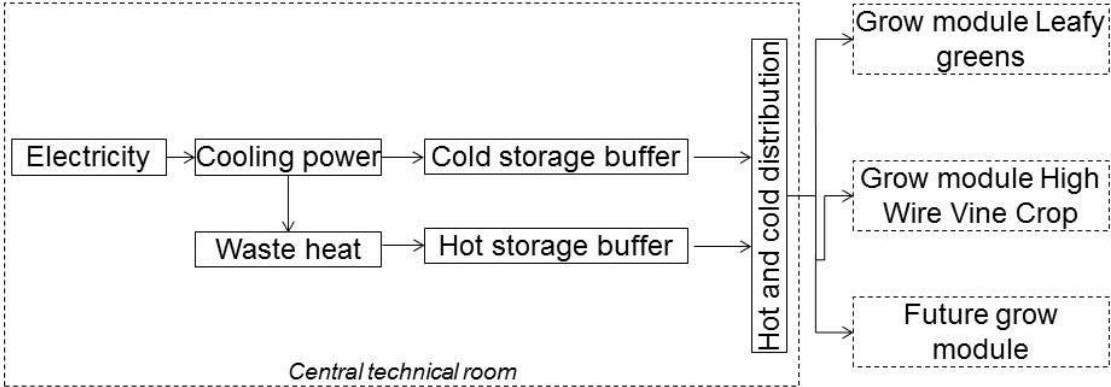 Grow module Leafy
greens
Electricity
Cooling power
Cold storage buffer
Hot and cold distribution
Grow module High
Wire Vine Crop
Waste heat
Hot storage buffer
Future grow
module
Central technical room